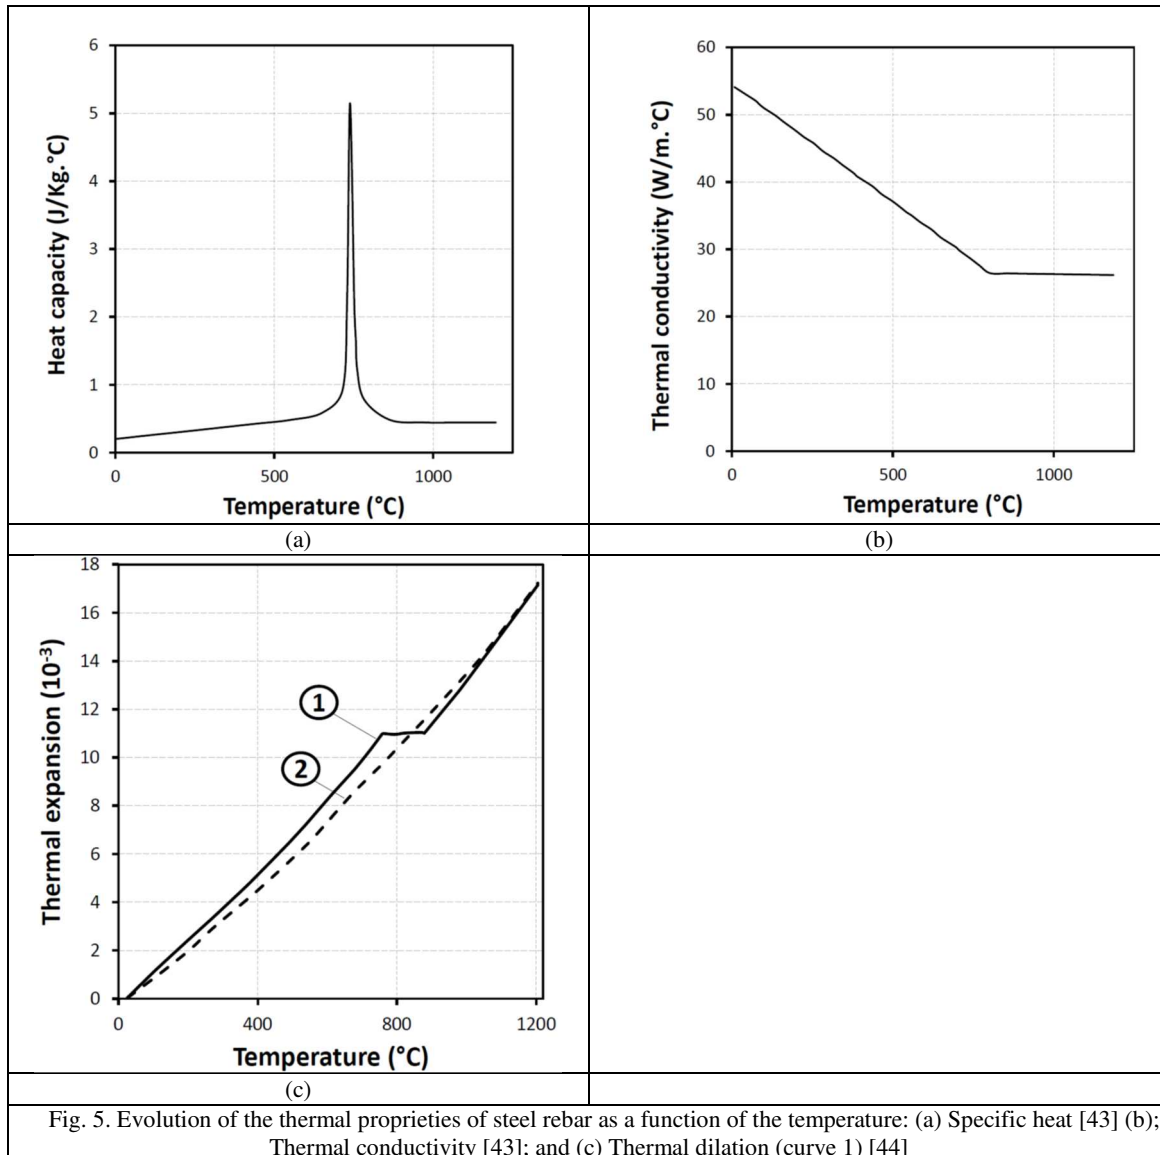 6
5
4
3
2
1
0
Heat capacity (J/Kg.°C)
0 500 1000
Temperature (°C)
(a)
60
50
40
30
20
10
0
Thermal conductivity (W/m.°C)
0 500 1000
Temperature (°C)
(b)
18
16
14
12
10
8
6
4
2
0
Thermal expansion (10⁻³)
1
2
0 400 800 1200
Temperature (°C)
(c)
Fig. 5. Evolution of the thermal proprieties of steel rebar as a function of the temperature: (a) Specific heat [43] (b);
Thermal conductivity [43]; and (c) Thermal dilation (curve 1) [44]